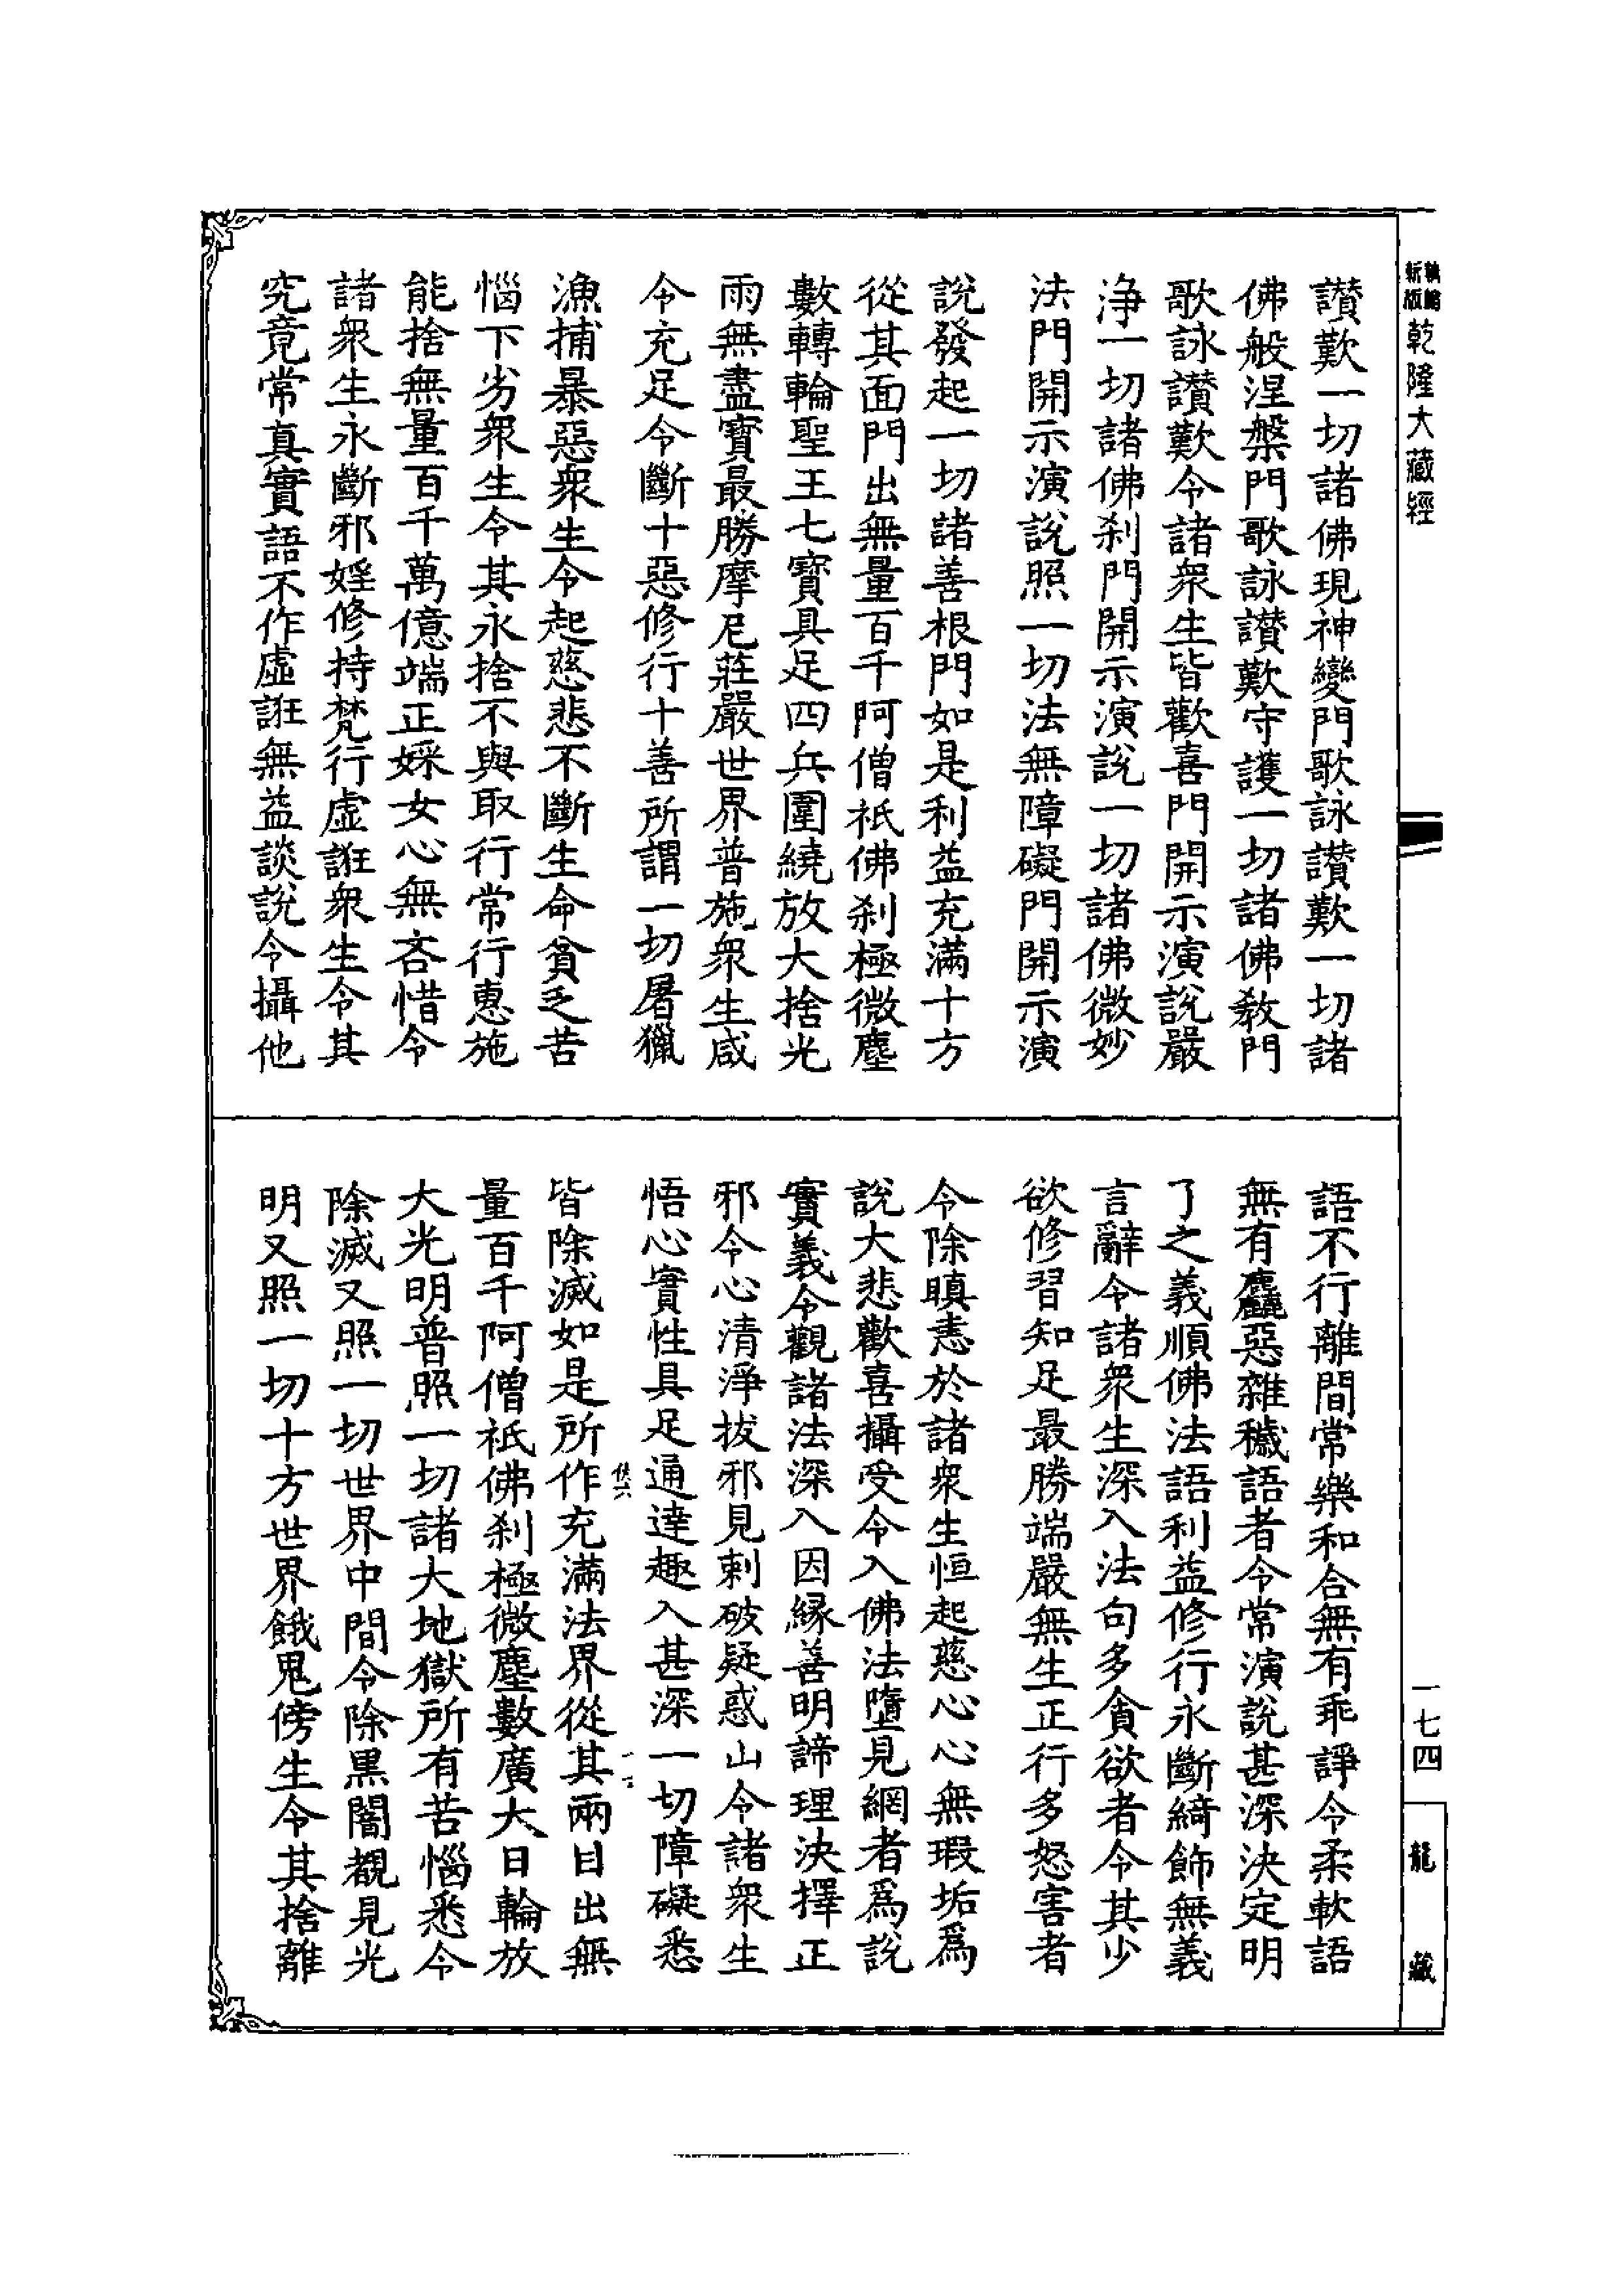 新版
乾隆大藏經
讚歎一切諸佛現神變門歌詠讚歎一切諸
佛般涅槃門歌詠讚歎守護一切諸佛教門
歌詠讚歎令諸衆生皆歡喜門開示演說嚴
淨一切諸佛刹門開示演說一切諸佛微妙
法門開示演說照一切法無障礙門開示演
說發起一切諸善根門如是利益充滿十方
從其面門出無量百千阿僧祇佛刹極微塵
數轉輪聖王七寶具足四兵圍繞放大捨光
雨無盡寶最勝摩尼莊嚴世界普施衆生咸
令充足令斷十惡修行十善所謂一切屠獵
漁捕暴惡衆生令起慈悲不斷生命貧乏苦
惱下劣衆生令其永捨不與取行常行惠施
能捨無量百千萬億端正婇女心無吝惜令
諸衆生永斷邪婬修持梵行虛誑衆生令其
究竟常真實語不作虛誑無益談說令攝他
語不行離間常樂和合無有乖諍令柔軟語
無有麤惡雜穢語者令常演說甚深決定明
了之義順佛法語利益修行永斷綺飾無義
言辭令諸衆生深入法句多貪欲者令其少
欲修習知足最勝端嚴無生正行多怒害者
令除瞋恚於諸衆生恒起慈心心無瑕垢爲
說大悲歡喜攝受令入佛法墮見網者爲說
實義令觀諸法深入因緣善明諦理決擇正
邪令心清淨拔邪見刺破疑惑山令諸衆生
悟心實性具足通達趣入甚深一切障礙悉
皆除滅如是所作充滿法界從其兩目出無
量百千阿僧祇佛刹極微塵數廣大日輪放
大光明普照一切諸大地獄所有苦惱悉令
除滅又照一切世界中間令除黑闇覩見光
明又照一切十方世界餓鬼傍生令其捨離
一七四
龍藏